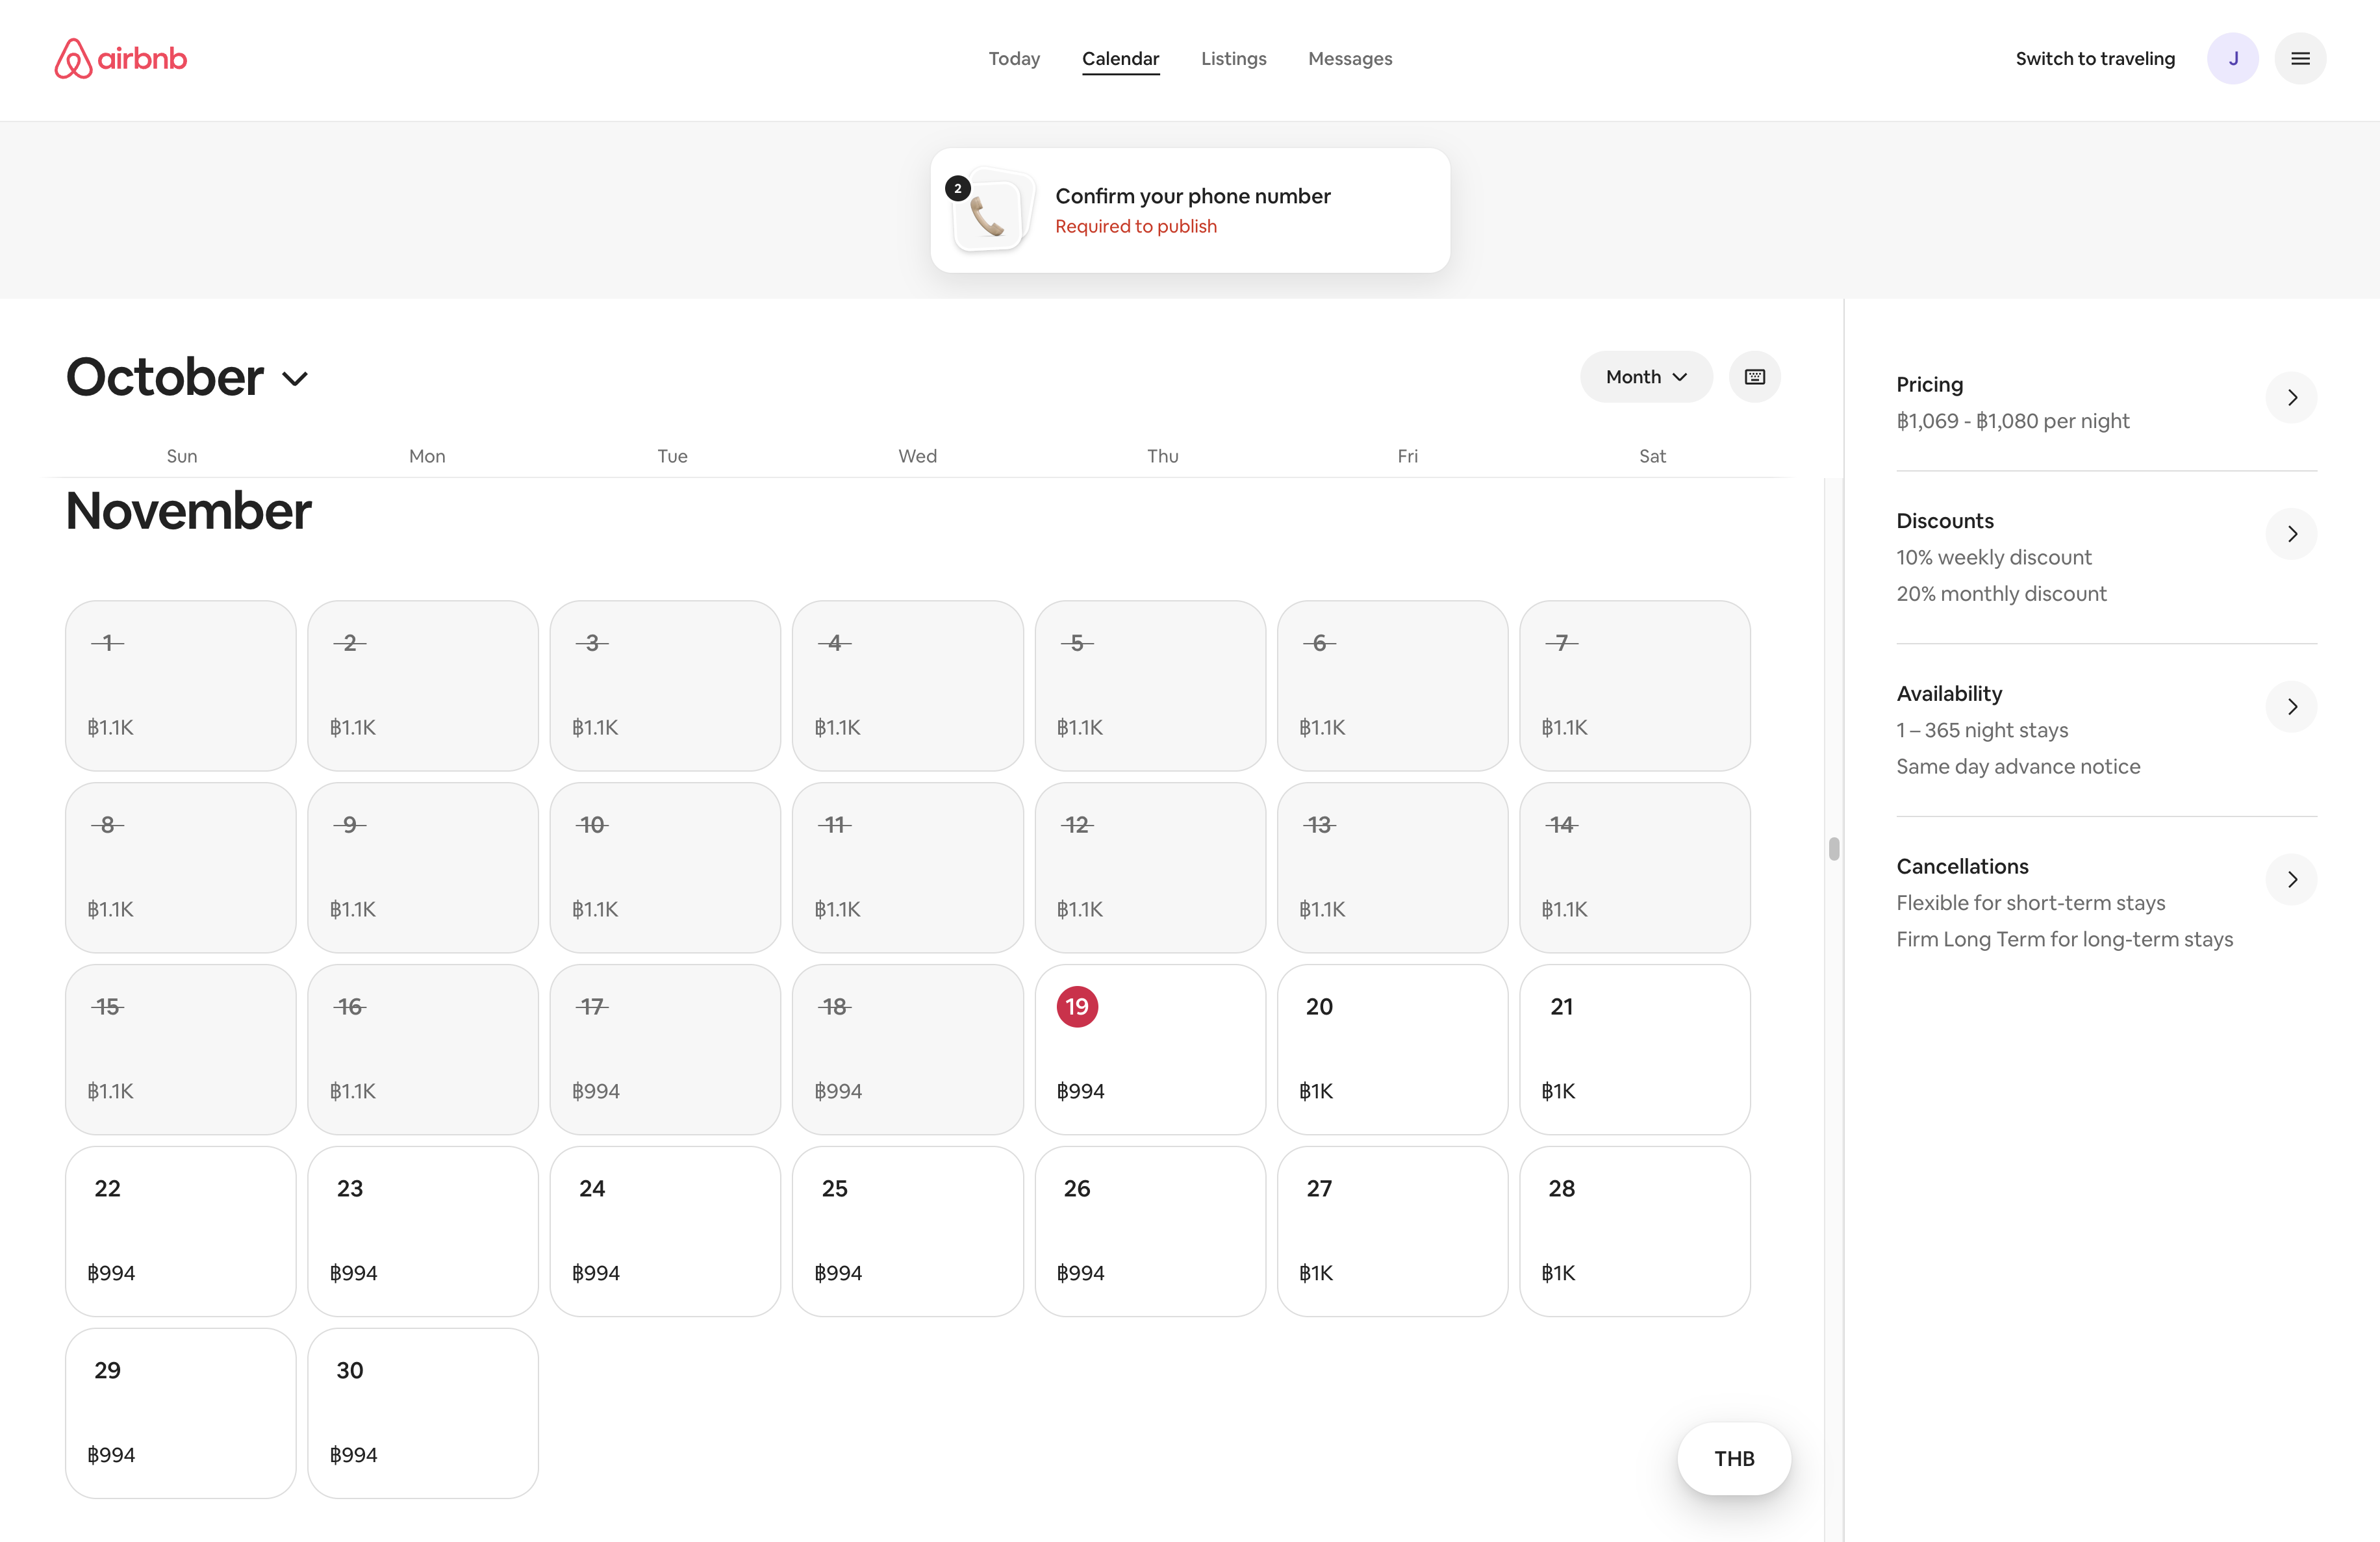 airbnb
Today
Calendar
Listings
Messages
Switch to traveling
J
2
Confirm your phone number
Required to publish
October
Month
Sun Mon Tue Wed Thu Fri Sat
November
1 2 3 4 5 6 7
฿1.1K ฿1.1K ฿1.1K ฿1.1K ฿1.1K ฿1.1K ฿1.1K
8 9 10 11 12 13 14
฿1.1K ฿1.1K ฿1.1K ฿1.1K ฿1.1K ฿1.1K ฿1.1K
15 16 17 18 19 20 21
฿1.1K ฿1.1K ฿994 ฿994 ฿994 ฿1K ฿1K
22 23 24 25 26 27 28
฿994 ฿994 ฿994 ฿994 ฿994 ฿1K ฿1K
29 30
฿994 ฿994
THB
Pricing
฿1,069 - ฿1,080 per night
Discounts
10% weekly discount
20% monthly discount
Availability
1 – 365 night stays
Same day advance notice
Cancellations
Flexible for short-term stays
Firm Long Term for long-term stays